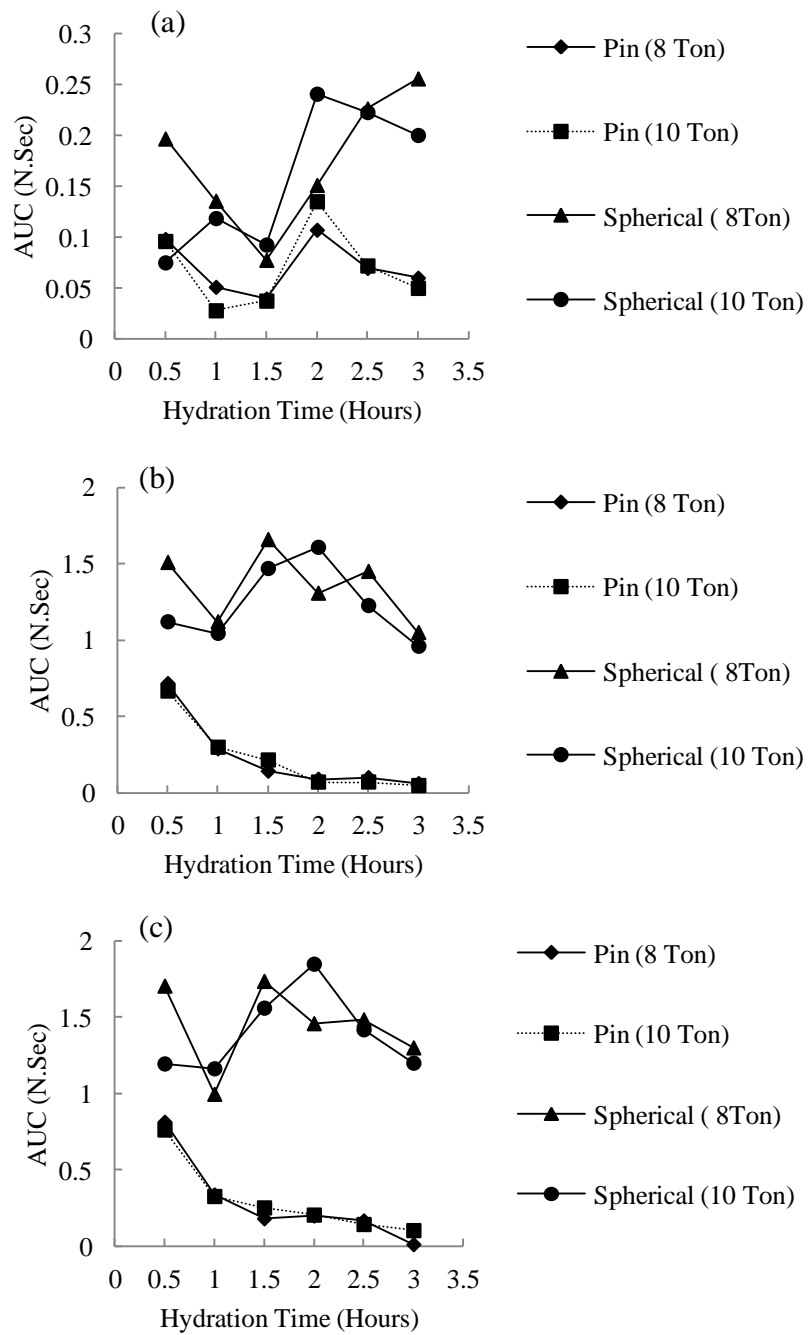 (a)
0.3
0.25
0.2
0.15
0.1
0.05
0
AUC (N.Sec)
0 0.5 1 1.5 2 2.5 3 3.5
Hydration Time (Hours)
Pin (8 Ton)
Pin (10 Ton)
Spherical ( 8Ton)
Spherical (10 Ton)
(b)
2
1.5
1
0.5
0
AUC (N.Sec)
0 0.5 1 1.5 2 2.5 3 3.5
Hydration Time (Hours)
Pin (8 Ton)
Pin (10 Ton)
Spherical ( 8Ton)
Spherical (10 Ton)
(c)
2
1.5
1
0.5
0
AUC (N.Sec)
0 0.5 1 1.5 2 2.5 3 3.5
Hydration Time (Hours)
Pin (8 Ton)
Pin (10 Ton)
Spherical ( 8Ton)
Spherical (10 Ton)